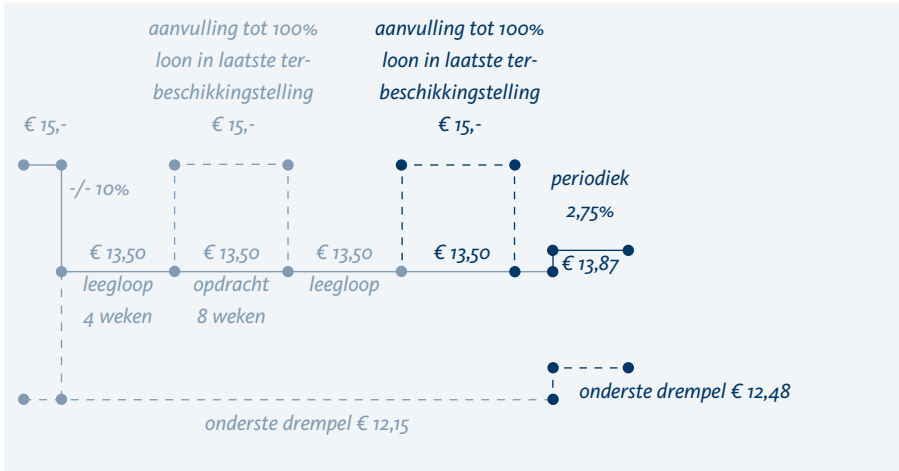 aanvulling tot 100%
loon in laatste ter-
beschikkingstelling
€ 15,-
aanvulling tot 100%
loon in laatste ter-
beschikkingstelling
€ 15,-
€ 15,-
-/- 10%
periodiek
2,75%
€ 13,50
leegloop
4 weken
€ 13,50
opdracht
8 weken
€ 13,50
leegloop
€ 13,50
€ 13,87
onderste drempel € 12,48
onderste drempel € 12,15